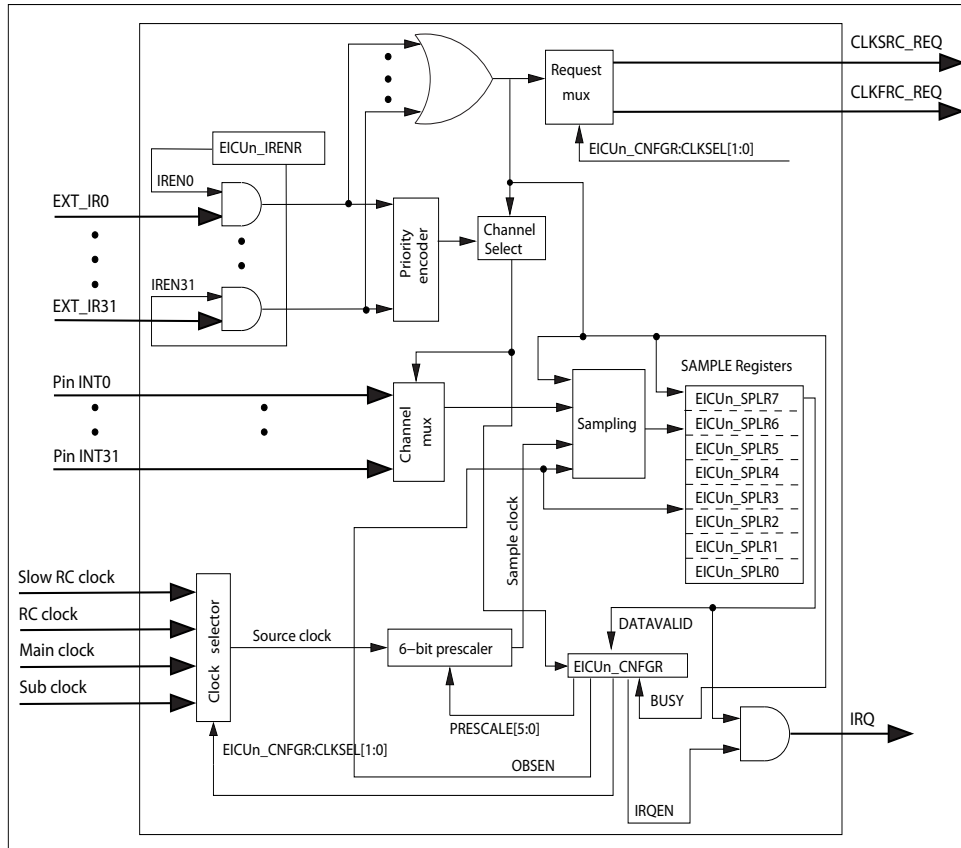 CLKSRC_REQ
Request
mux
CLKFRC_REQ
EICUn_CNFGR:CLKSEL[1:0]
EICUn_IRENR
IREN0
EXT_IR0
Priority
encoder
Channel
Select
IREN31
EXT_IR31
SAMPLE Registers
Pin INT0
Channel
mux
Sampling
Pin INT31
EICUn_SPLR7
EICUn_SPLR6
EICUn_SPLR5
EICUn_SPLR4
EICUn_SPLR3
EICUn_SPLR2
EICUn_SPLR1
EICUn_SPLR0
Sample clock
Slow RC clock
RC clock
Main clock
Sub clock
Clock selector
Source clock
6-bit prescaler
DATAVALID
EICUn_CNFGR
BUSY
PRESCALE[5:0]
EICUn_CNFGR:CLKSEL[1:0]
OBSEN
IRQEN
IRQ